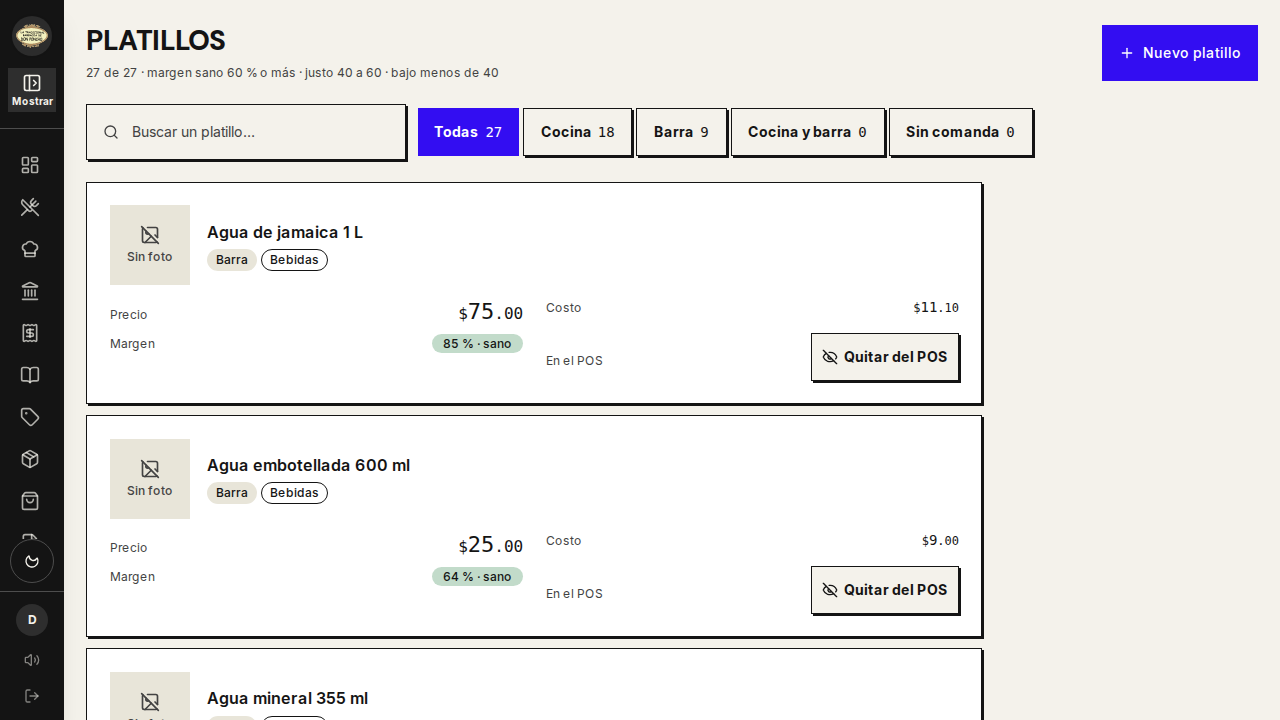 Mostrar
D
PLATILLOS
27 de 27 · margen sano 60 % o más · justo 40 a 60 · bajo menos de 40
Nuevo platillo
Buscar un platillo...
Todas 27
Cocina 18
Barra 9
Cocina y barra 0
Sin comanda 0
Sin foto
Agua de jamaica 1 L
Barra Bebidas
Precio $75.00
Costo $11.10
Margen 85 % · sano
En el POS Quitar del POS
Sin foto
Agua embotellada 600 ml
Barra Bebidas
Precio $25.00
Costo $9.00
Margen 64 % · sano
En el POS Quitar del POS
Agua mineral 355 ml